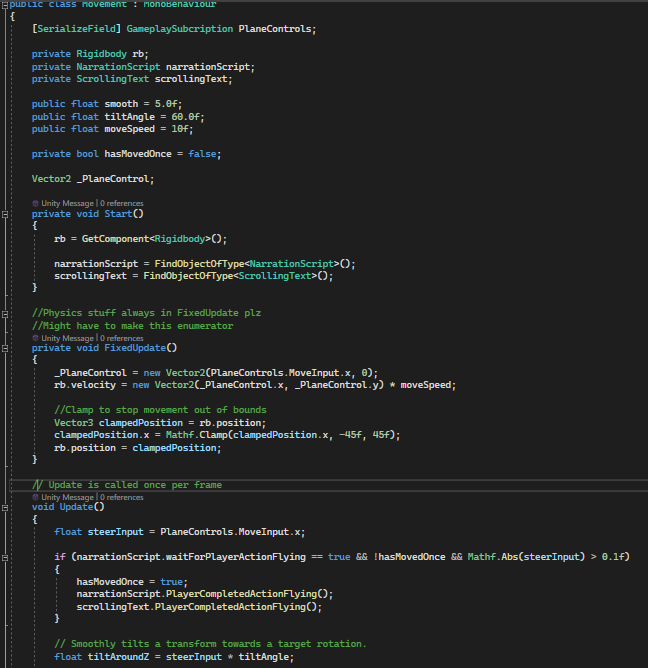 public class Movement : MonoBehaviour
{
[SerializeField] GameplaySubcription PlaneControls;
private Rigidbody rb;
private NarrationScript narrationScript;
private ScrollingText scrollingText;
public float smooth = 5.0f;
public float tiltAngle = 60.0f;
public float moveSpeed = 10f;
private bool hasMovedOnce = false;
Vector2 _PlaneControl;
Unity Message | 0 references
private void Start()
{
rb = GetComponent<Rigidbody>();
narrationScript = FindObjectOfType<NarrationScript>();
scrollingText = FindObjectOfType<ScrollingText>();
}
//Physics stuff always in FixedUpdate plz
//Might have to make this enumerator
Unity Message | 0 references
private void FixedUpdate()
{
_PlaneControl = new Vector2(PlaneControls.MoveInput.x, 0);
rb.velocity = new Vector2(_PlaneControl.x, _PlaneControl.y) * moveSpeed;
//Clamp to stop movement out of bounds
Vector3 clampedPosition = rb.position;
clampedPosition.x = Mathf.Clamp(clampedPosition.x, -45f, 45f);
rb.position = clampedPosition;
}
// Update is called once per frame
Unity Message | 0 references
void Update()
{
float steerInput = PlaneControls.MoveInput.x;
if (narrationScript.waitForPlayerActionFlying == true && !hasMovedOnce && Mathf.Abs(steerInput) > 0.1f)
{
hasMovedOnce = true;
narrationScript.PlayerCompletedActionFlying();
scrollingText.PlayerCompletedActionFlying();
}
// Smoothly tilts a transform towards a target rotation.
float tiltAroundZ = steerInput * tiltAngle;